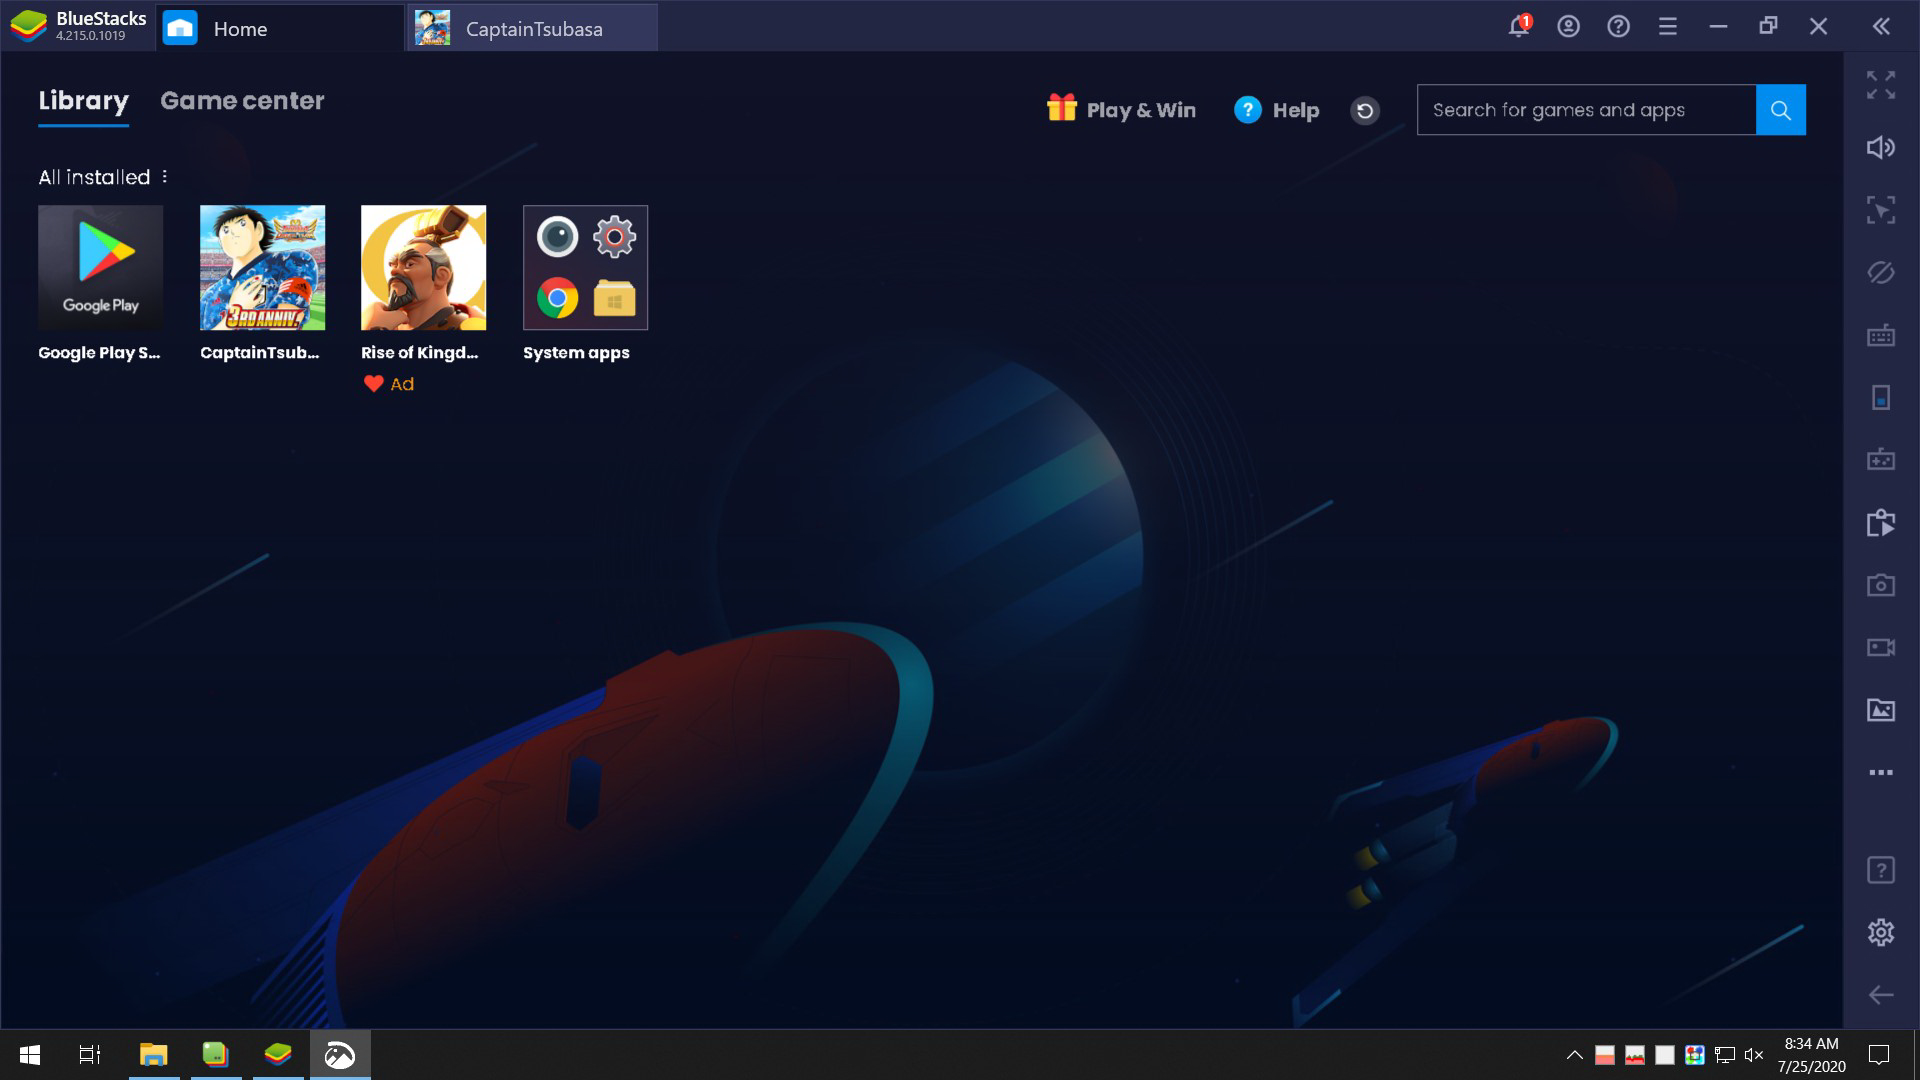 BlueStacks
4.215.0.1019
Home
CaptainTsubasa
1
Library
Game center
Play & Win
? Help
Search for games and apps
All installed
Google Play
3RD ANNIV.
Google Play S...
CaptainTsub...
Rise of Kingd...
System apps
Ad
8:34 AM
7/25/2020